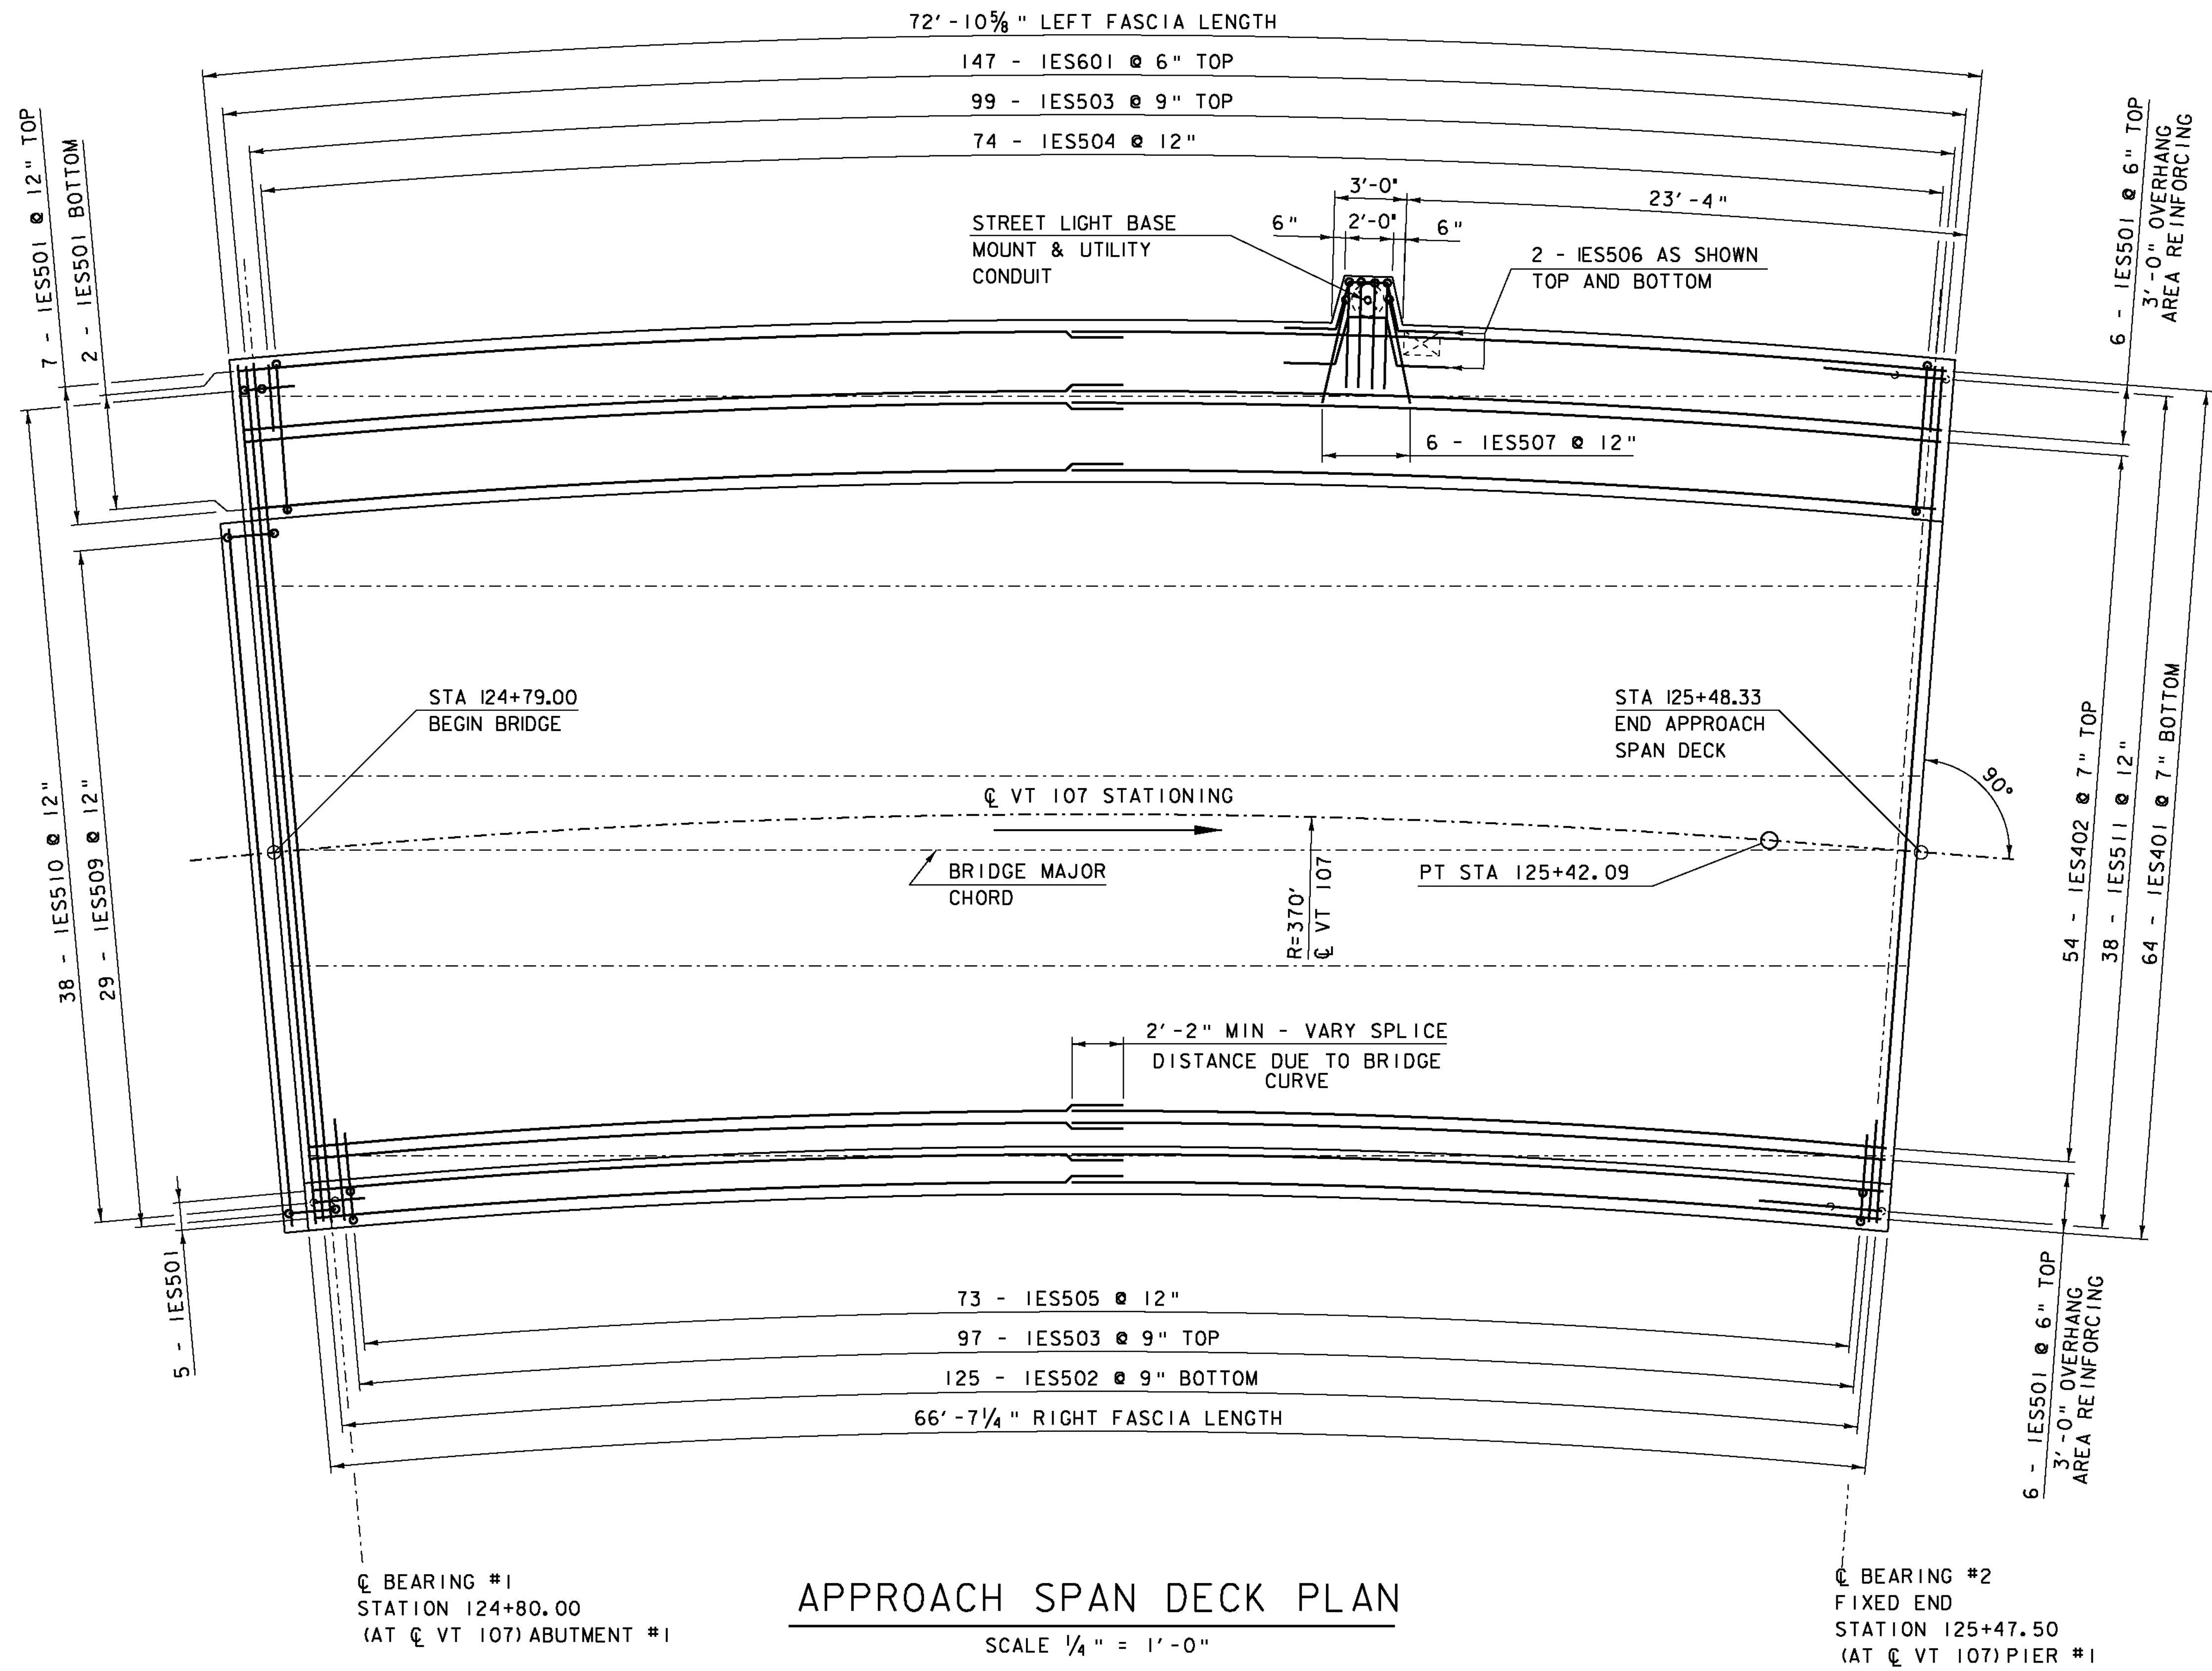 72'-10⅝" LEFT FASCIA LENGTH
147 - 1ES601 @ 6" TOP
99 - 1ES503 @ 9" TOP
74 - 1ES504 @ 12"
7 - 1ES501 @ 12" TOP
2 - 1ES501 BOTTOM
3'-0"
23'-4"
6"
2'-0"
6"
STREET LIGHT BASE
MOUNT & UTILITY
CONDUIT
2 - 1ES506 AS SHOWN
TOP AND BOTTOM
6 - 1ES501 @ 6" TOP
3'-0" OVERHANG
AREA REINFORCING
6 - 1ES507 @ 12"
STA 124+79.00
BEGIN BRIDGE
STA 125+48.33
END APPROACH
SPAN DECK
90°
℄ VT 107 STATIONING
BRIDGE MAJOR
CHORD
R=370'
℄ VT 107
PT STA 125+42.09
38 - 1ES510 @ 12"
29 - 1ES509 @ 12"
54 - 1ES402 @ 7" TOP
38 - 1ES511 @ 12"
64 - 1ES401 @ 7" BOTTOM
2'-2" MIN - VARY SPLICE
DISTANCE DUE TO BRIDGE
CURVE
5 - 1ES501
6 - 1ES501 @ 6" TOP
3'-0" OVERHANG
AREA REINFORCING
73 - 1ES505 @ 12"
97 - 1ES503 @ 9" TOP
125 - 1ES502 @ 9" BOTTOM
66'-7¼" RIGHT FASCIA LENGTH
℄ BEARING #1
STATION 124+80.00
(AT ℄ VT 107) ABUTMENT #1
APPROACH SPAN DECK PLAN
SCALE ¼" = 1'-0"
℄ BEARING #2
FIXED END
STATION 125+47.50
(AT ℄ VT 107) PIER #1